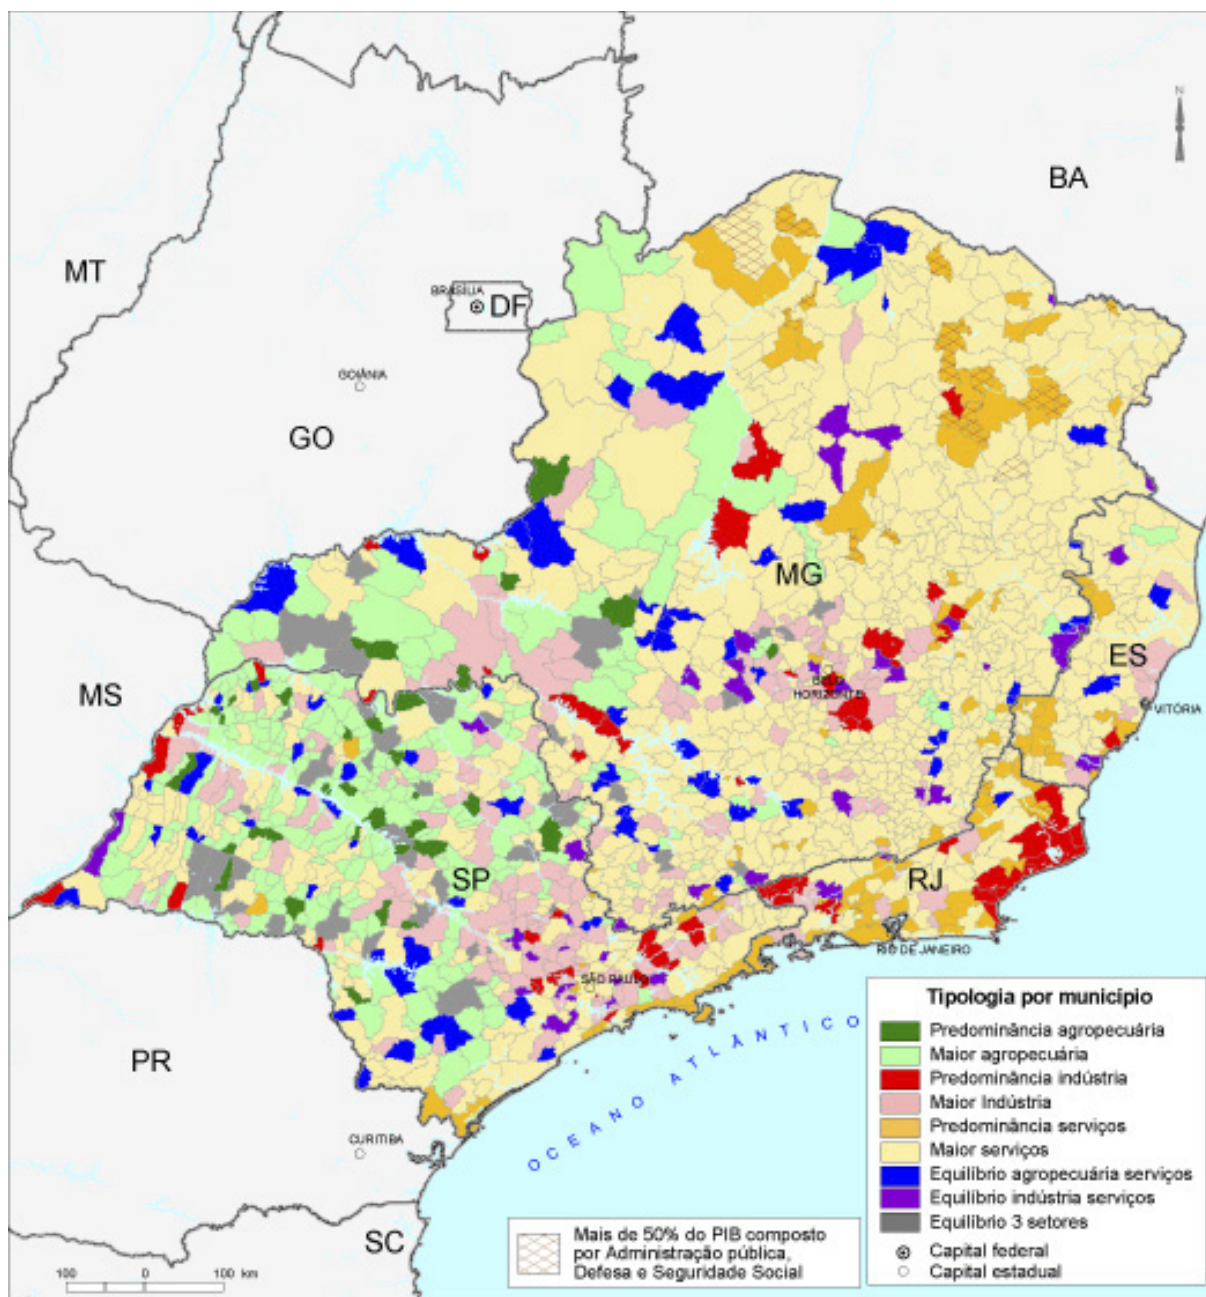 N
BA
MT
BRASÍLIA
DF
GOIÂNIA
GO
MG
ES
BELO
HORIZONTE
MS
VITÓRIA
SP
RJ
RIO DE JANEIRO
SÃO PAULO
OCEANO ATLÂNTICO
PR
CURITIBA
SC
100 0 100 km
Mais de 50% do PIB composto
por Administração pública,
Defesa e Seguridade Social
Tipologia por município
Predominância agropecuária
Maior agropecuária
Predominância indústria
Maior Indústria
Predominância serviços
Maior serviços
Equilíbrio agropecuária serviços
Equilíbrio indústria serviços
Equilíbrio 3 setores
Capital federal
Capital estadual